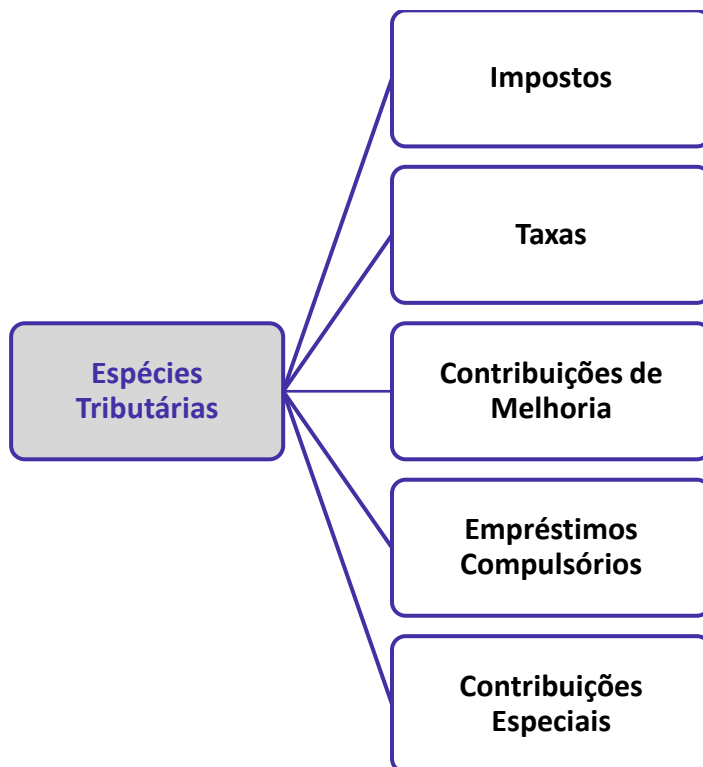 Espécies
Tributárias
Impostos
Taxas
Contribuições de
Melhoria
Empréstimos
Compulsórios
Contribuições
Especiais